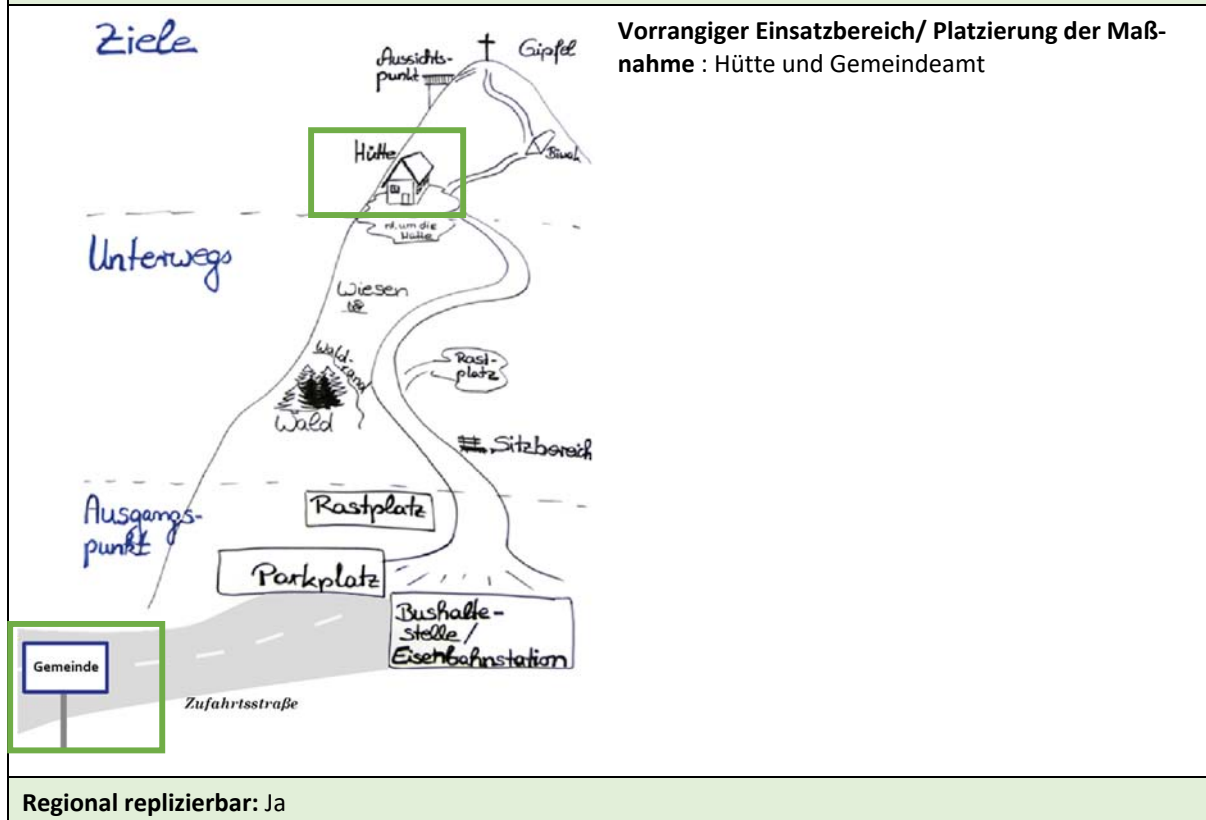 Ziele
Aussichts-
punkt
Gipfel
Vorrangiger Einsatzbereich/ Platzierung der Maß-
nahme : Hütte und Gemeindeamt
Hütte
Biwak
rd. um die
Hütte
Unterwegs
Wiesen
Wald-
rand
Rast-
platz
Wald
Sitzbereich
Ausgangs-
punkt
Rastplatz
Parkplatz
Bushalte-
stelle/
Eisenbahnstation
Gemeinde
Zufahrtsstraße
Regional replizierbar: Ja